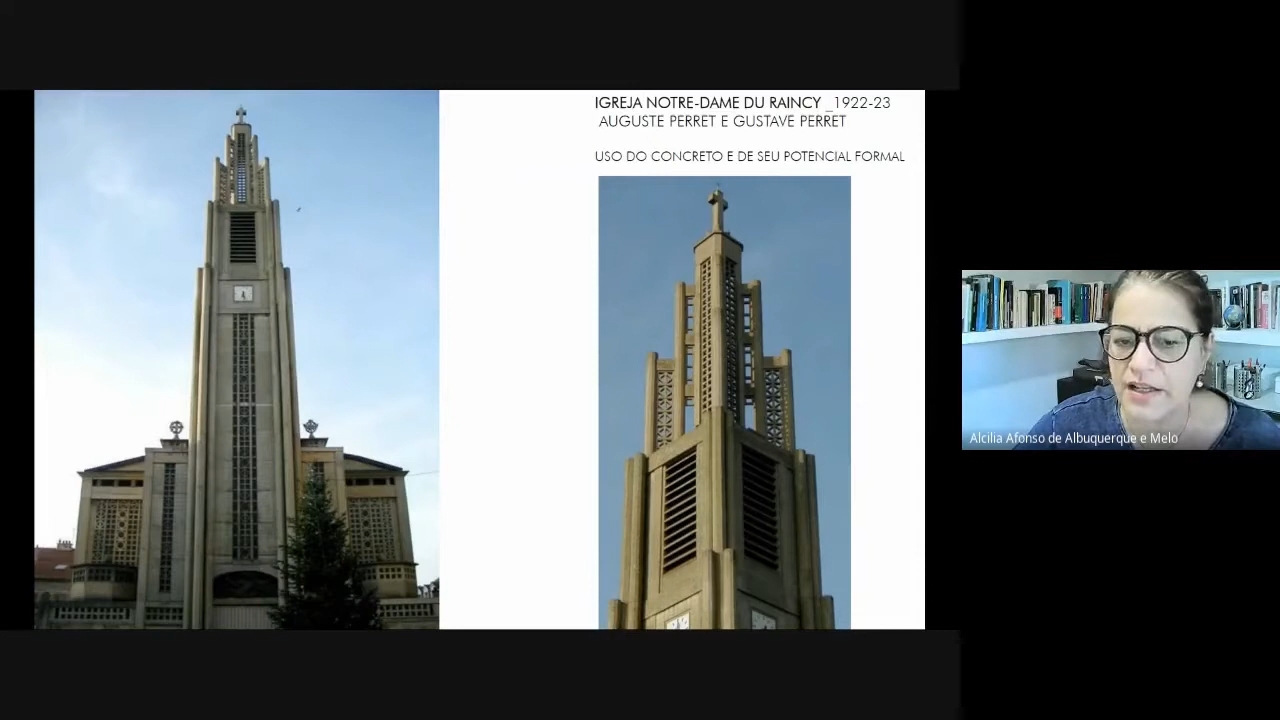 IGREJA NOTRE-DAME DU RAINCY _1922-23
AUGUSTE PERRET E GUSTAVE PERRET
USO DO CONCRETO E DE SEU POTENCIAL FORMAL
Alcilia Afonso de Albuquerque e Melo